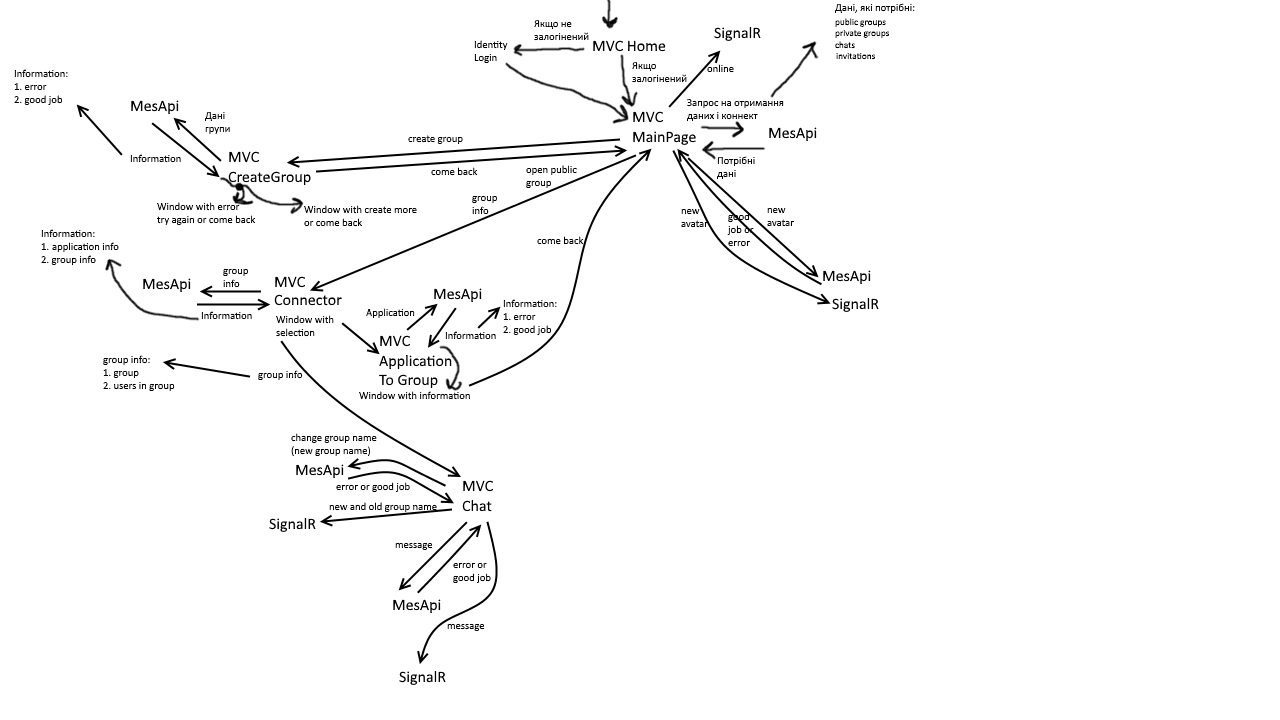 Дані, які потрібні:
public groups
private groups
chats
invitations
Якщо не
залогінений
SignalR
Identity
Login
MVC Home
online
Якщо
залогінений
Information:
1. error
2. good job
MesApi
Дані
групи
Запрос на отримання
даних і коннект
MVC
MainPage
MesApi
create group
Information
MVC
CreateGroup
come back
open public
group
Потрібні
дані
Window with error
try again or come back
Window with create more
or come back
group
info
new
avatar
good
job or
error
new
avatar
Information:
1. application info
2. group info
come back
MesApi
group
info
MVC
Connector
Information
Window with
selection
MesApi
SignalR
MesApi
Application
Information:
1. error
2. good job
Information
MVC
Application
To Group
Window with information
group info:
1. group
2. users in group
group info
change group name
(new group name)
MesApi
error or good job
MVC
Chat
new and old group name
SignalR
message
error or
good job
MesApi
message
SignalR